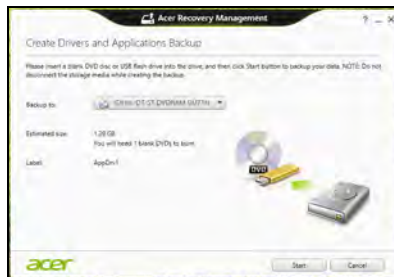 Acer Recovery Management
? – X
Create Drivers and Applications Backup
Please insert a blank DVD disc or USB flash drive into the drive, and then click Start button to backup your data. NOTE: Do not
disconnect the storage media while creating the backup.
Backup to:
Estimated size: 1.28 GB
You will need 1 blank DVDs to burn.
Label:
DVD
acer
Start Cancel